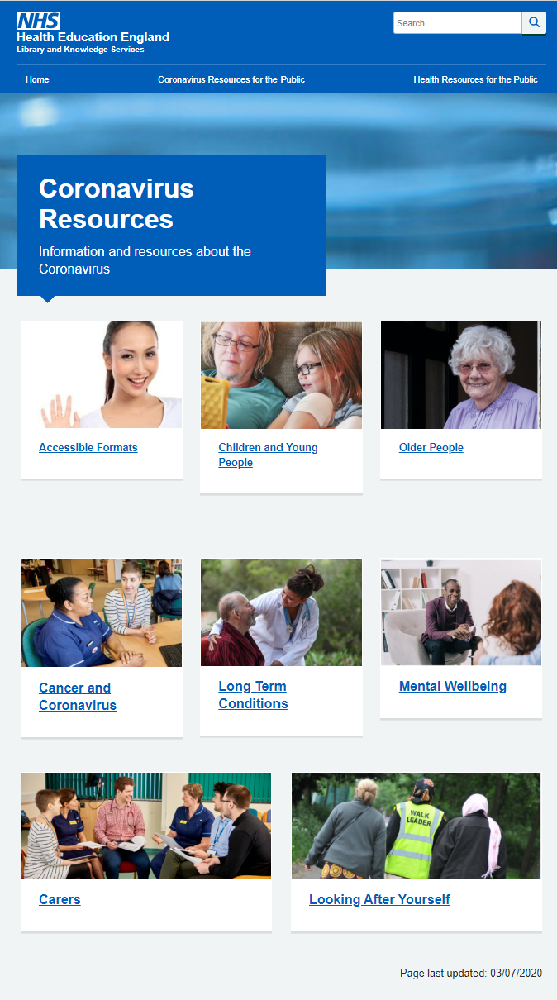 NHS
Health Education England
Library and Knowledge Services
Search
Home
Coronavirus Resources for the Public
Health Resources for the Public
Coronavirus
Resources
Information and resources about the
Coronavirus
Accessible Formats
Children and Young
People
Older People
Cancer and
Coronavirus
Long Term
Conditions
Mental Wellbeing
WALK
LEADER
Carers
Looking After Yourself
Page last updated: 03/07/2020